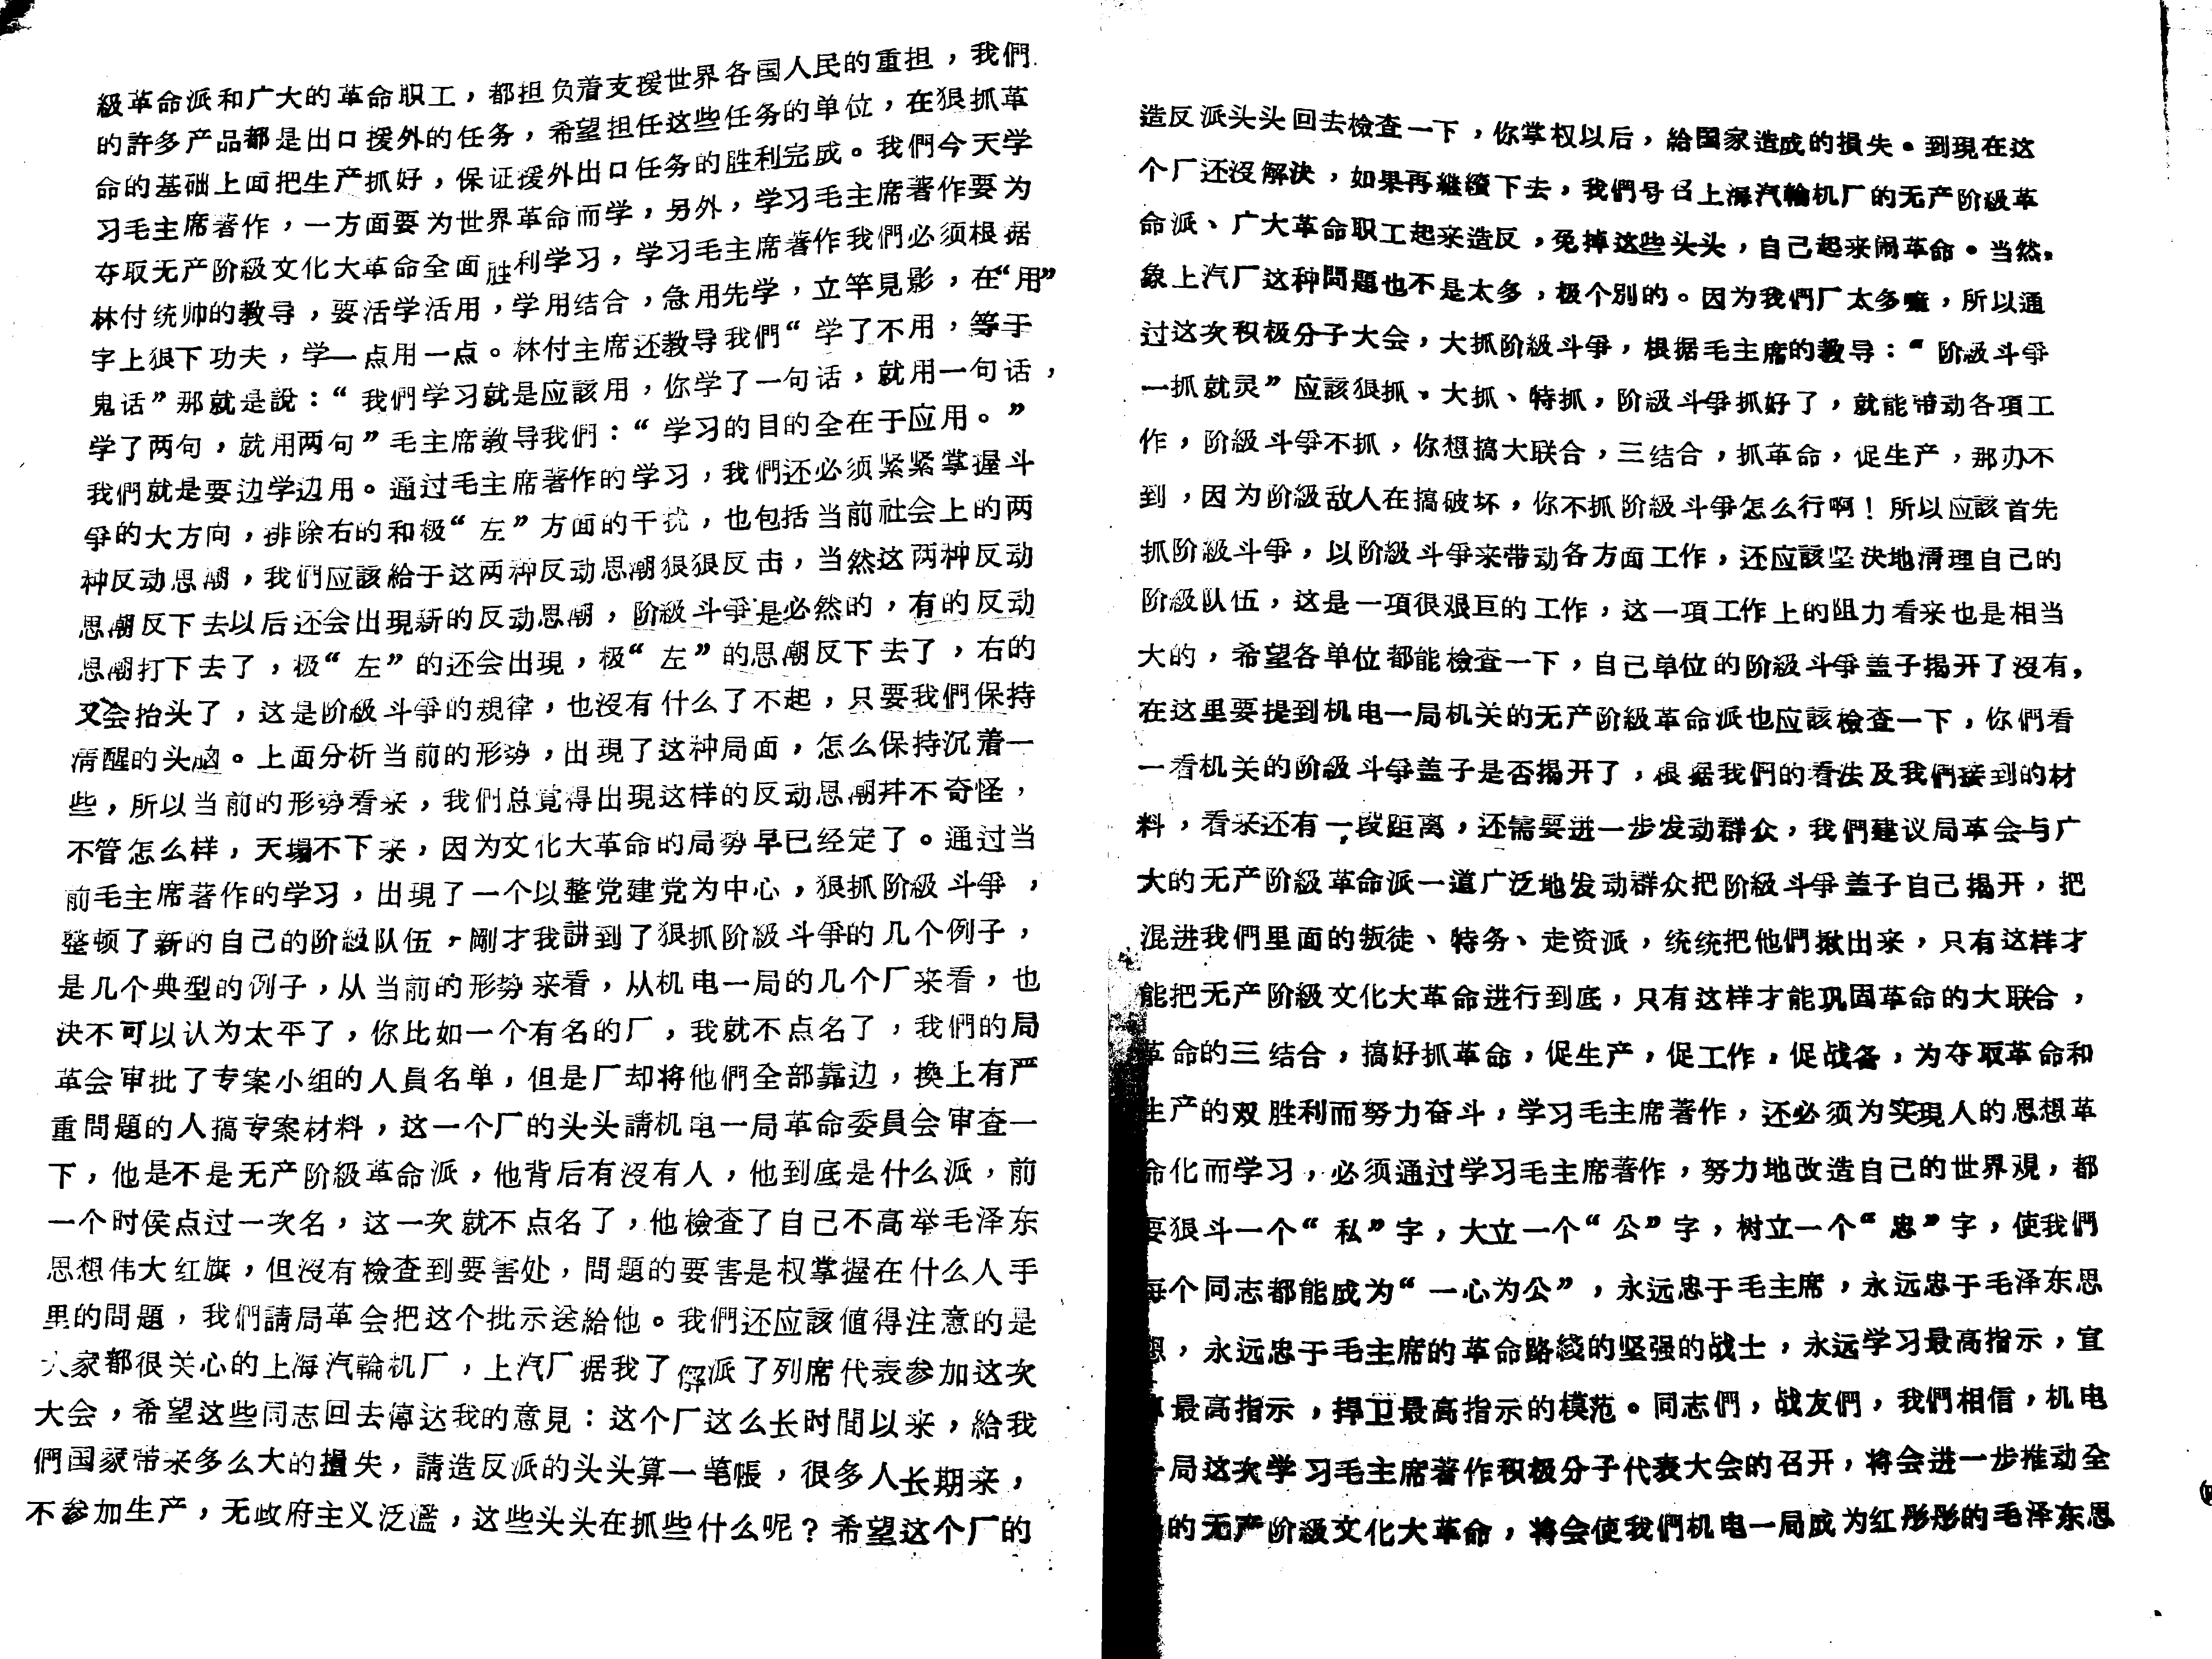 級革命派和广大的革命职工，都担负着支援世界各国人民的重担，我們
的許多产品都是出口援外的任务，希望担任这些任务的单位，在狠抓革
命的基础上面把生产抓好，保证援外出口任务的胜利完成。我們今天学
习毛主席著作，一方面要为世界革命而学，另外，学习毛主席著作要为
夺取无产阶級文化大革命全面胜利学习，学习毛主席著作我們必须根据
林付统帅的教导，要活学活用，学用结合，急用先学，立竿見影，在“用”
字上狠下功夫，学一点用一点。林付主席还教导我們“学了不用，等于
鬼话”那就是說：“我們学习就是应該用，你学了一句话，就用一句话，
学了两句，就用两句”毛主席教导我們：“学习的目的全在于应用。”
我們就是要边学边用。通过毛主席著作的学习，我們还必须紧紧掌握斗
爭的大方向，排除右的和极“左”方面的干扰，也包括当前社会上的两
种反动思潮，我們应該給于这两种反动思潮狠狠反击，当然这两种反动
思潮反下去以后还会出現新的反动思潮，阶級斗爭是必然的，有的反动
思潮打下去了，极“左”的还会出現，极“左”的思潮反下去了，右的
又会抬头了，这是阶級斗爭的規律，也沒有什么了不起，只要我們保持
清醒的头脑。上面分析当前的形势，出現了这种局面，怎么保持沉着一
些，所以当前的形势看来，我們总覚得出現这样的反动思潮幷不奇怪，
不管怎么样，天塌不下来，因为文化大革命的局势早已经定了。通过当
前毛主席著作的学习，出現了一个以整党建党为中心，狠抓阶級斗爭，
整顿了新的自己的阶級队伍，剛才我討到了狠抓阶級斗爭的几个例子，
是几个典型的例子，从当前的形势来看，从机电一局的几个厂来看，也
决不可以认为太平了，你比如一个有名的厂，我就不点名了，我們的局
革会审批了专案小组的人員名单，但是厂却将他們全部靠边，換上有严
重問題的人搞专案材料，这一个厂的头头請机电一局革命委員会审査一
下，他是不是无产阶級革命派，他背后有沒有人，他到底是什么派，前
一个时侯点过一次名，这一次就不点名了，他檢査了自己不高举毛泽东
思想伟大红旗，但沒有檢査到要害处，問題的要害是权掌握在什么人手
里的問題，我們請局革会把这个批示送給他。我們还应該值得注意的是
大家都很关心的上海汽輪机厂，上汽厂据我了解派了列席代表参加这次
大会，希望这些同志回去傳达我的意見：这个厂这么长时間以来，給我
們国家带来多么大的損失，請造反派的头头算一笔帳，很多人长期来，
不参加生产，无政府主义泛濫，这些头头在抓些什么呢？希望这个厂的
造反派头头回去檢査一下，你掌权以后，給国家造成的損失。到現在这
个厂还沒解決，如果再継續下去，我們号召上海汽輪机厂的无产阶級革
命派、广大革命职工起来造反，免掉这些头头，自己起来闹革命。当然，
象上汽厂这种問題也不是太多，极个別的。因为我們厂太多嘛，所以通
过这次积极分子大会，大抓阶級斗爭，根据毛主席的教导：“阶級斗爭
一抓就灵”应該狠抓、大抓、特抓，阶級斗爭抓好了，就能带动各項工
作，阶級斗爭不抓，你想搞大联合，三结合，抓革命，促生产，那办不
到，因为阶級敌人在搞破坏，你不抓阶級斗爭怎么行啊！所以应該首先
抓阶級斗爭，以阶級斗爭来带动各方面工作，还应該坚決地清理自己的
阶級队伍，这是一項很艰巨的工作，这一項工作上的阻力看来也是相当
大的，希望各单位都能檢査一下，自己单位的阶級斗爭盖子揭开了沒有，
在这里要提到机电一局机关的无产阶級革命派也应該檢査一下，你們看
一看机关的阶級斗爭盖子是否揭开了，根据我們的看法及我們接到的材
料，看来还有一段距离，还需要进一步发动群众，我們建议局革会与广
大的无产阶級革命派一道广泛地发动群众把阶級斗爭盖子自己揭开，把
混进我們里面的叛徒、特务、走资派，统统把他們揪出来，只有这样才
能把无产阶級文化大革命进行到底，只有这样才能巩固革命的大联合，
革命的三结合，搞好抓革命，促生产，促工作，促战备，为夺取革命和
生产的双胜利而努力奋斗，学习毛主席著作，还必须为实現人的思想革
命化而学习，必须通过学习毛主席著作，努力地改造自己的世界观，都
要狠斗一个“私”字，大立一个“公”字，树立一个“忠”字，使我們
每个同志都能成为“一心为公”，永远忠于毛主席，永远忠于毛泽东思
想，永远忠于毛主席的革命路綫的坚强的战士，永远学习最高指示，宣
最高指示，捍卫最高指示的模范。同志們，战友們，我們相信，机电
局这次学习毛主席著作积极分子代表大会的召开，将会进一步推动全
的无产阶級文化大革命，将会使我們机电一局成为红彤彤的毛泽东思